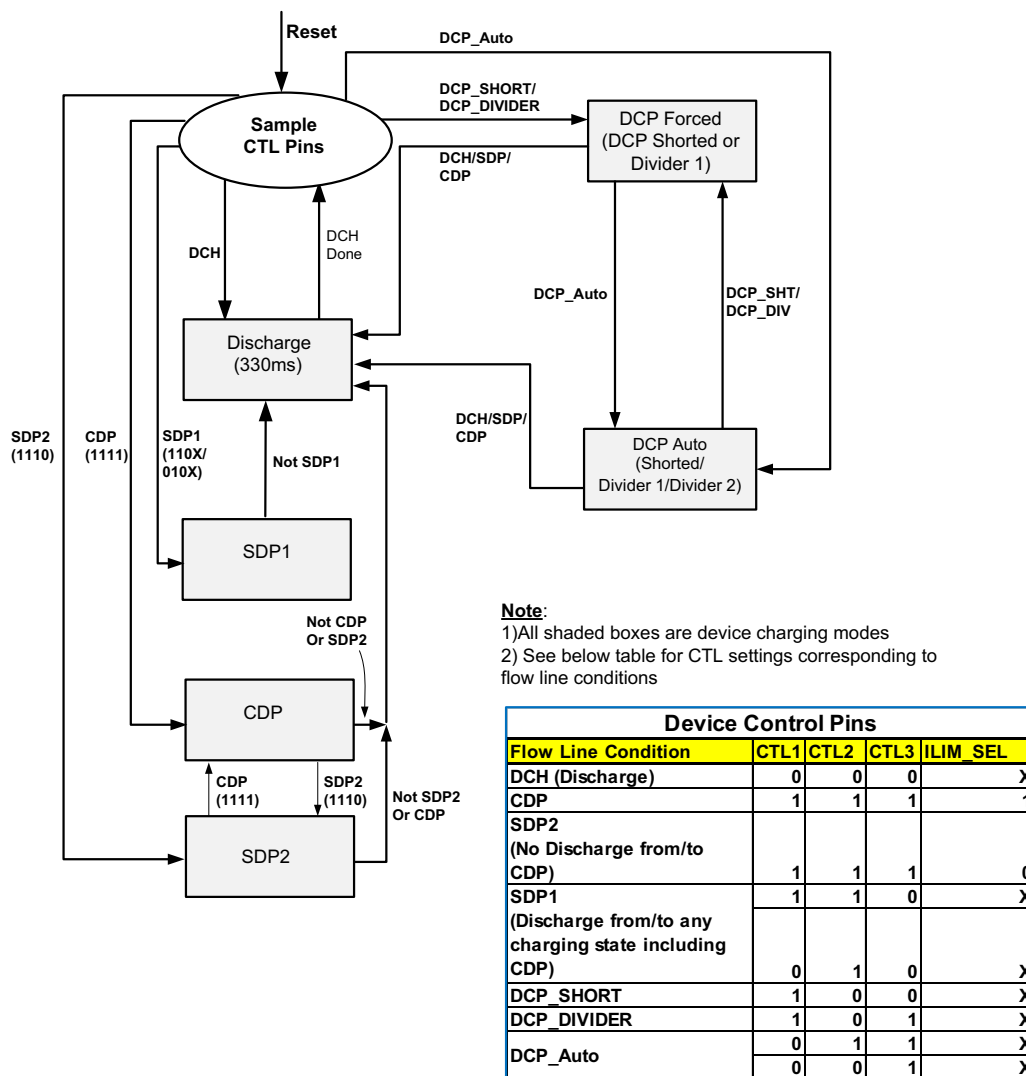 Reset
DCP_Auto
Sample
CTL Pins
DCP_SHORT/
DCP_DIVIDER
DCP Forced
(DCP Shorted or
Divider 1)
DCH/SDP/
CDP
DCH
DCH
Done
DCP_Auto
DCP_SHT/
DCP_DIV
Discharge
(330ms)
SDP2
(1110)
CDP
(1111)
SDP1
(110X/
010X)
Not SDP1
DCH/SDP/
CDP
DCP Auto
(Shorted/
Divider 1/Divider 2)
SDP1
Not CDP
Or SDP2
CDP
CDP
(1111)
SDP2
(1110)
Not SDP2
Or CDP
SDP2
Note:
1)All shaded boxes are device charging modes
2) See below table for CTL settings corresponding to
flow line conditions
Device Control Pins
Flow Line Condition CTL1 CTL2 CTL3 ILIM_SEL
DCH (Discharge) 0 0 0 X
CDP 1 1 1 1
SDP2
(No Discharge from/to
CDP) 1 1 1 0
SDP1 1 1 0 X
(Discharge from/to any
charging state including
CDP) 0 1 0 X
DCP_SHORT 1 0 0 X
DCP_DIVIDER 1 0 1 X
DCP_Auto 0 1 1 X
0 0 1 X